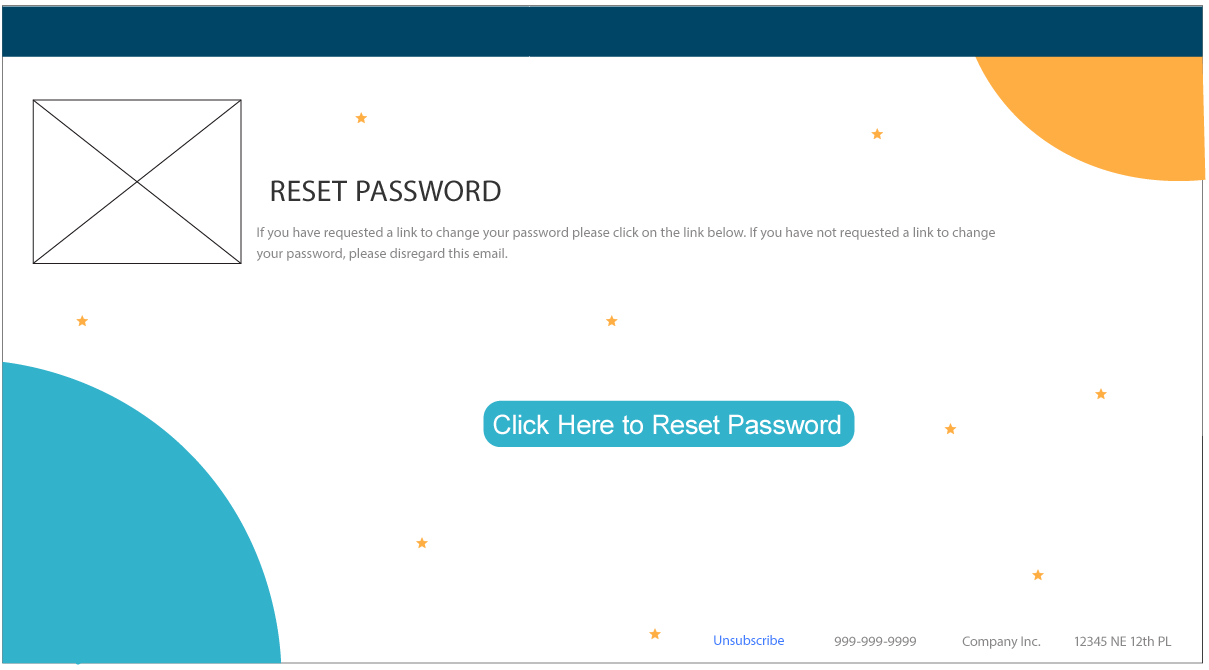 RESET PASSWORD
If you have requested a link to change your password please click on the link below. If you have not requested a link to change
your password, please disregard this email.
Click Here to Reset Password
Unsubscribe 999-999-9999 Company Inc. 12345 NE 12th PL